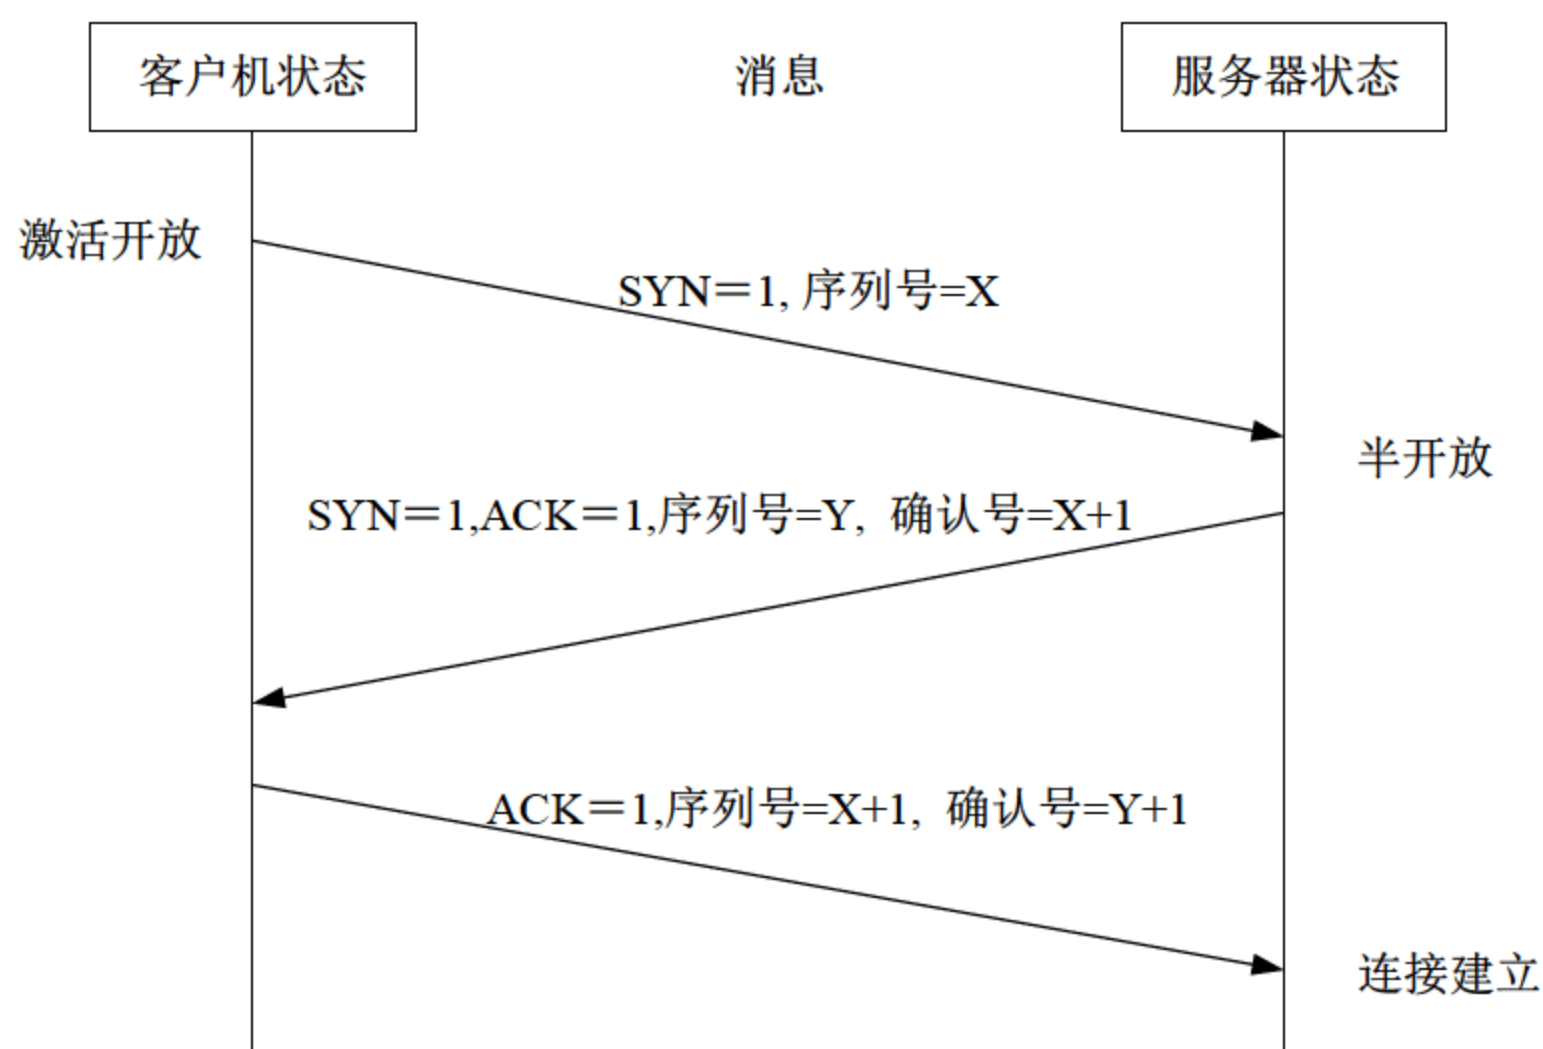 客户机状态
消息
服务器状态
激活开放
SYN＝1, 序列号=X
半开放
SYN＝1,ACK＝1,序列号=Y, 确认号=X+1
ACK＝1,序列号=X+1, 确认号=Y+1
连接建立